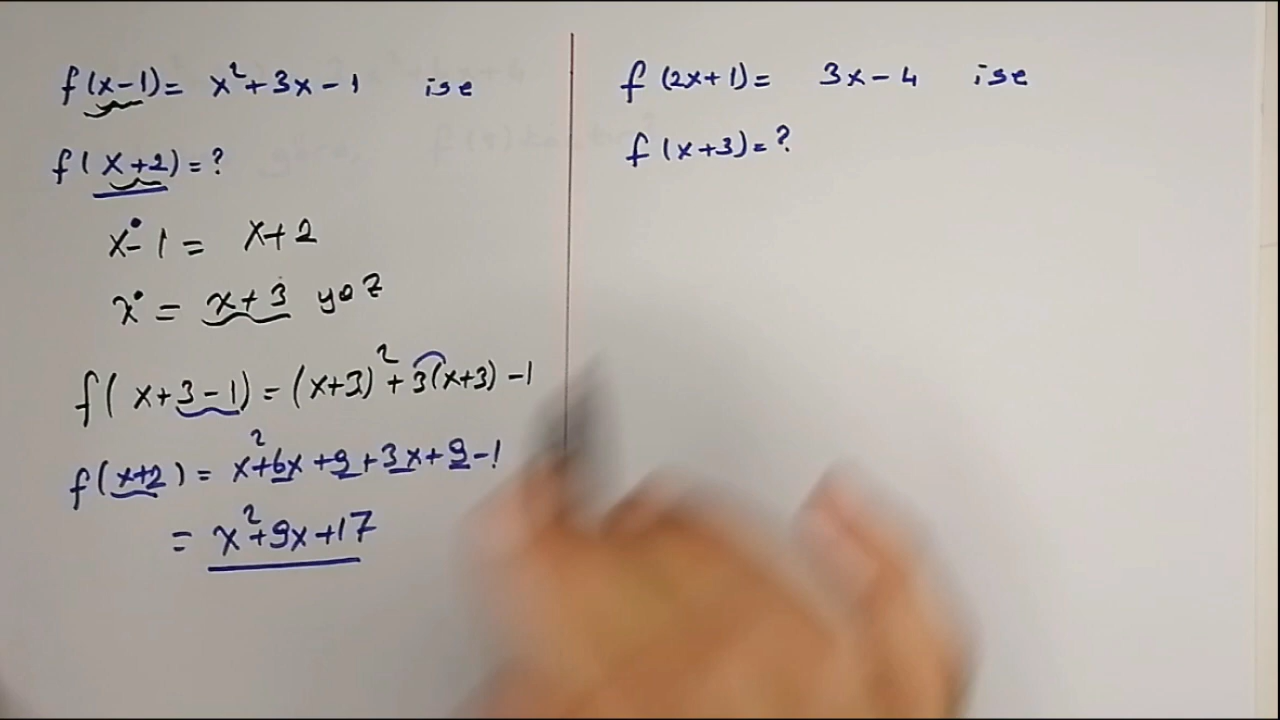 f(x-1)= x²+3x-1 ise
f(x+2)=?
x-1= x+2
x = x+3 yaz
f(x+3-1)=(x+3)²+3(x+3)-1
f(x+2)= x²+6x+9+3x+9-1
= x²+9x+17
f(2x+1)= 3x-4 ise
f(x+3)=?